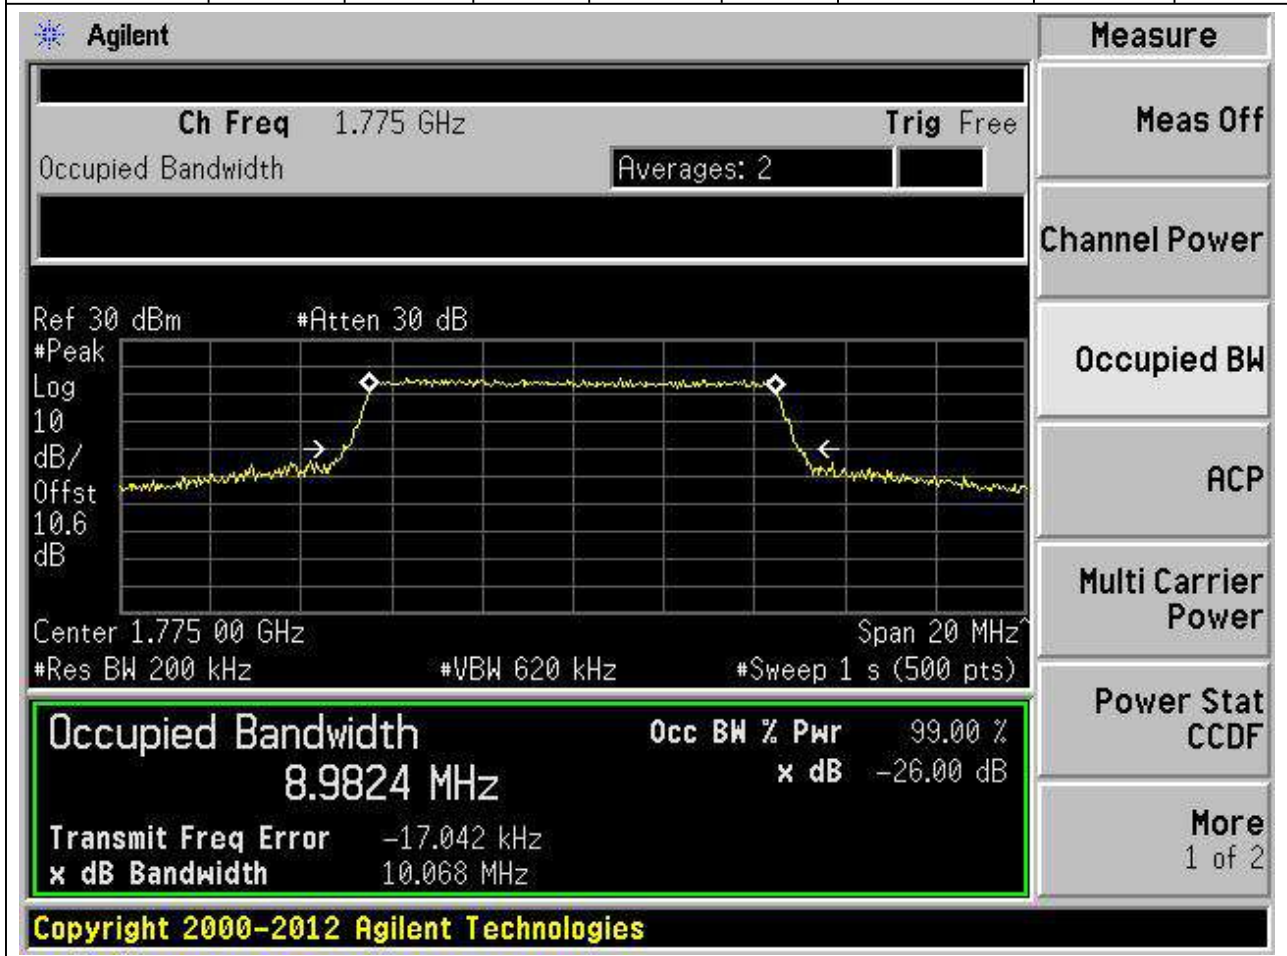 Agilent
Measure
Ch Freq 1.775 GHz Trig Free
Occupied Bandwidth Averages: 2
Meas Off
Channel Power
Occupied BW
ACP
Multi Carrier
Power
Power Stat
CCDF
More
1 of 2
Ref 30 dBm #Atten 30 dB
#Peak
Log
10
dB/
Offst
10.6
dB
Center 1.775 00 GHz Span 20 MHz^
#Res BW 200 kHz #VBW 620 kHz #Sweep 1 s (500 pts)
Occupied Bandwidth Occ BW % Pwr 99.00 %
8.9824 MHz x dB -26.00 dB
Transmit Freq Error -17.042 kHz
x dB Bandwidth 10.068 MHz
Copyright 2000-2012 Agilent Technologies